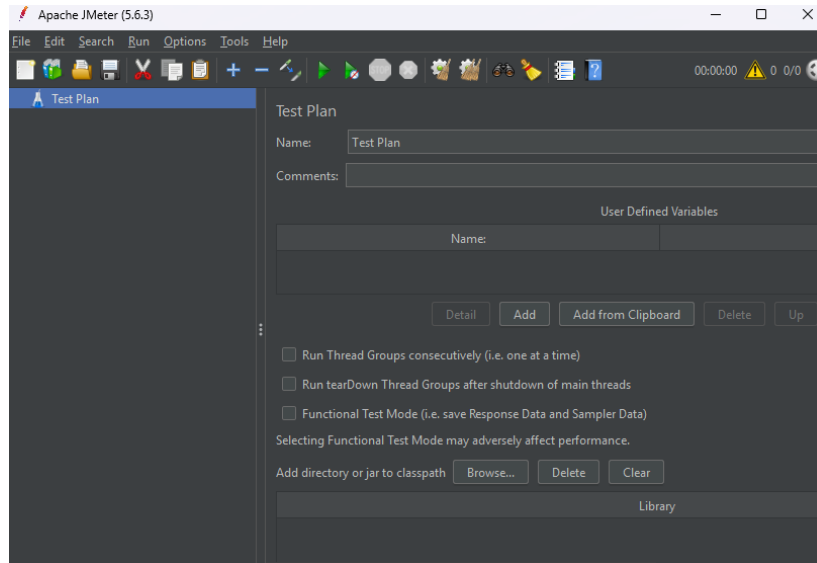 Apache JMeter (5.6.3)
File Edit Search Run Options Tools Help
STOP 00:00:00 0 0/0
Test Plan
Test Plan
Name: Test Plan
Comments:
User Defined Variables
Name:
Detail Add Add from Clipboard Delete Up
Run Thread Groups consecutively (i.e. one at a time)
Run tearDown Thread Groups after shutdown of main threads
Functional Test Mode (i.e. save Response Data and Sampler Data)
Selecting Functional Test Mode may adversely affect performance.
Add directory or jar to classpath Browse... Delete Clear
Library